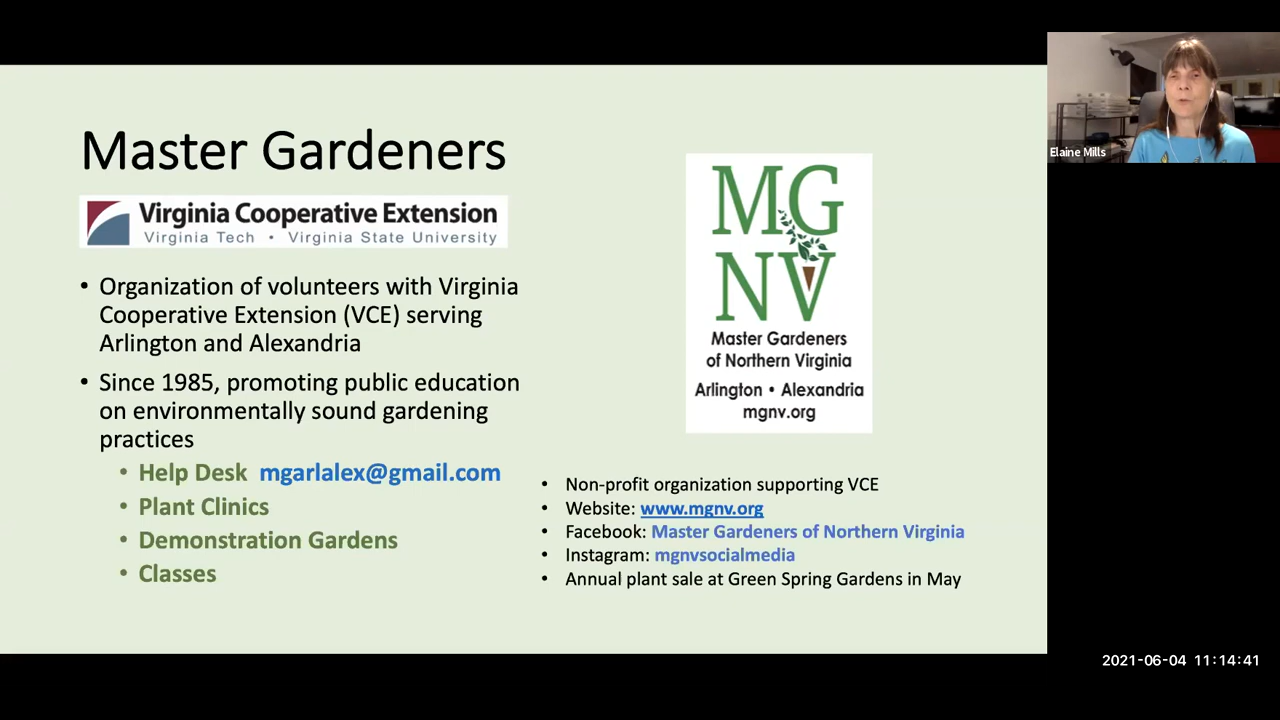 Master Gardeners
Virginia Cooperative Extension
Virginia Tech • Virginia State University
• Organization of volunteers with Virginia
Cooperative Extension (VCE) serving
Arlington and Alexandria
• Since 1985, promoting public education
on environmentally sound gardening
practices
• Help Desk mgarlalex@gmail.com
• Plant Clinics
• Demonstration Gardens
• Classes
MG
NV
Master Gardeners
of Northern Virginia
Arlington • Alexandria
mgnv.org
• Non-profit organization supporting VCE
• Website: www.mgnv.org
• Facebook: Master Gardeners of Northern Virginia
• Instagram: mgnvsocialmedia
• Annual plant sale at Green Spring Gardens in May
Elaine Mills
2021-06-04 11:14:41